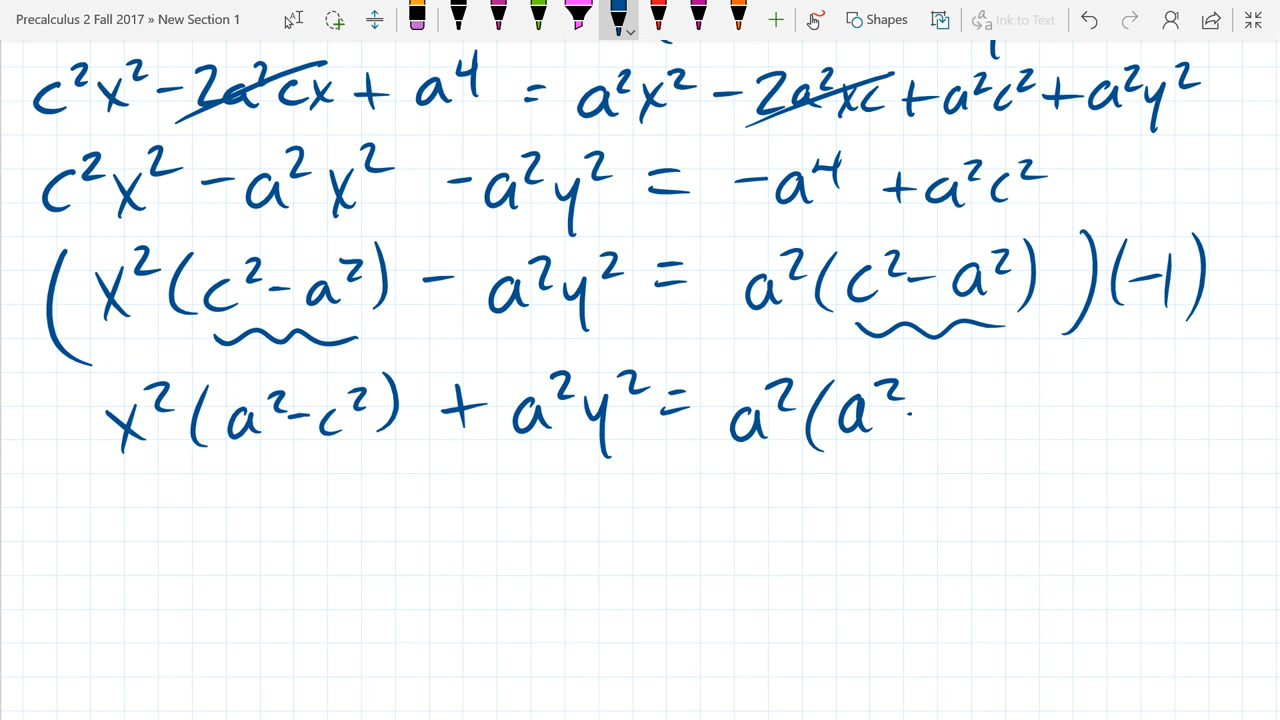 Precalculus 2 Fall 2017 » New Section 1 Shapes Ink to Text
c²x² - 2a²cx + a⁴ = a²x² - 2a²xc + a²c² + a²y²
c²x² - a²x² - a²y² = -a⁴ + a²c²
(x²(c² - a²) - a²y² = a²(c² - a²))(-1)
x²(a² - c²) + a²y² = a²(a²